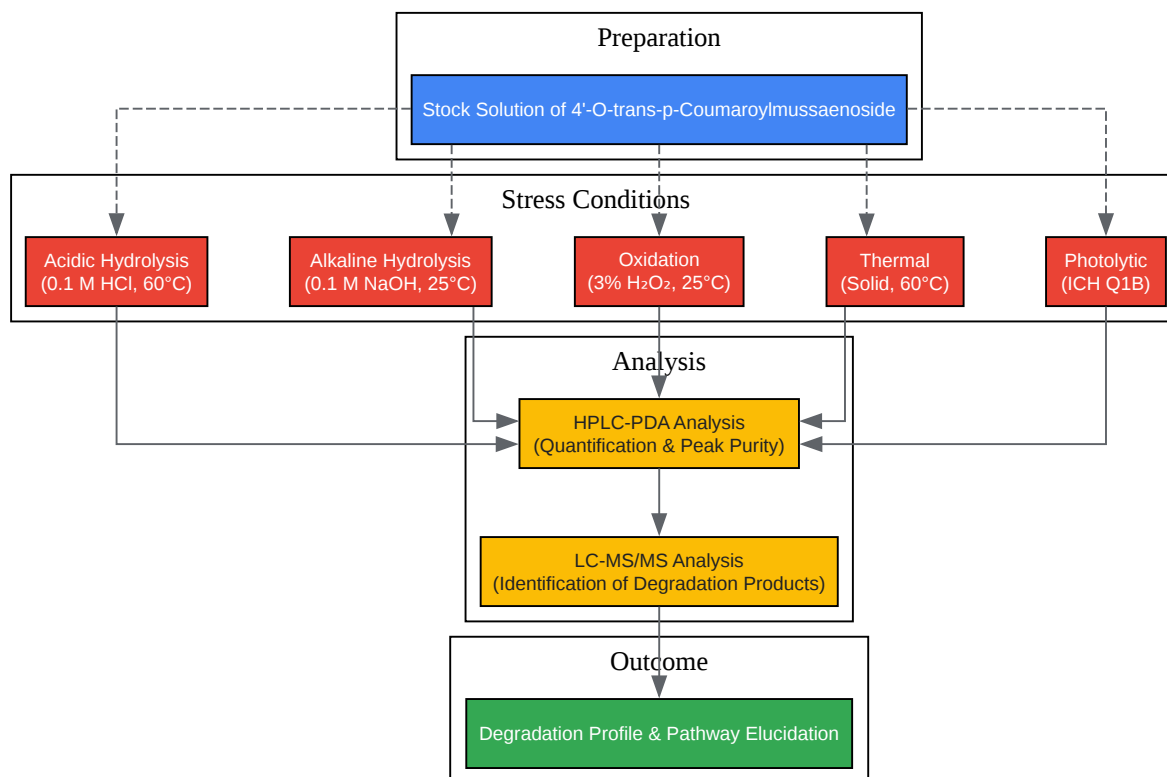 Preparation
Stock Solution of 4'-O-trans-p-Coumaroylmussaenoside
Stress Conditions
Acidic Hydrolysis
(0.1 M HCl, 60°C)
Alkaline Hydrolysis
(0.1 M NaOH, 25°C)
Oxidation
(3% H₂O₂, 25°C)
Thermal
(Solid, 60°C)
Photolytic
(ICH Q1B)
Analysis
HPLC-PDA Analysis
(Quantification & Peak Purity)
LC-MS/MS Analysis
(Identification of Degradation Products)
Outcome
Degradation Profile & Pathway Elucidation